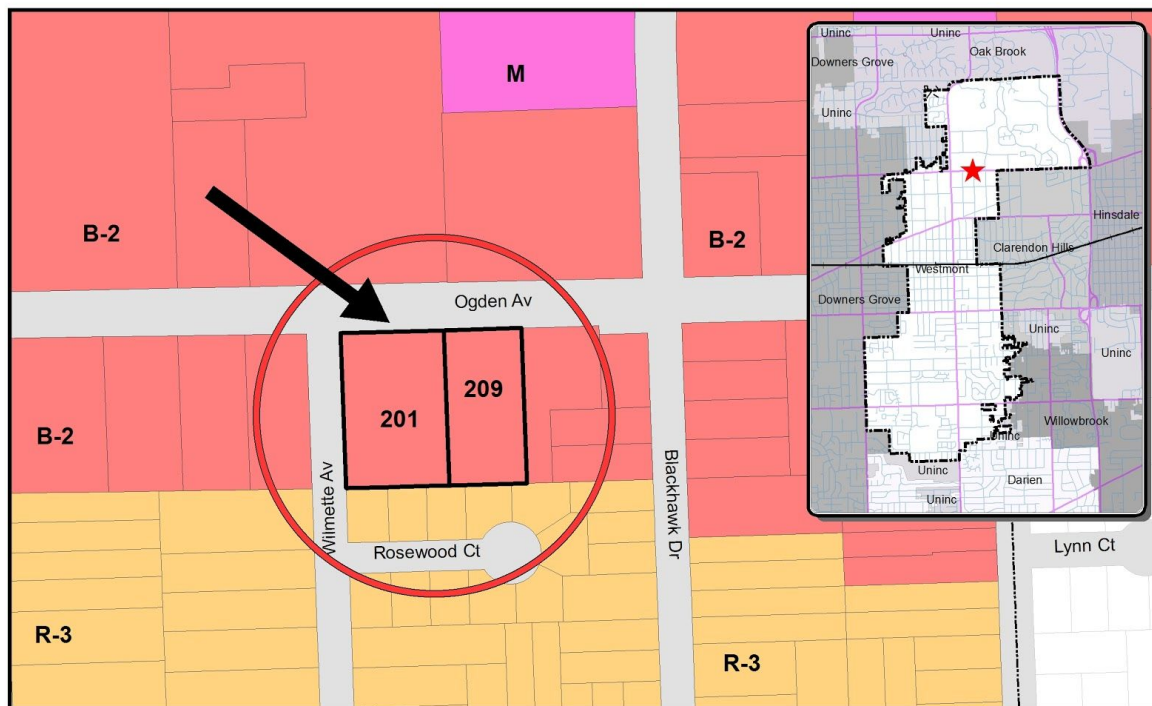 M
B-2
B-2
Ogden Av
201
209
B-2
Wilmette Av
Rosewood Ct
Blackhawk Dr
R-3
R-3
Lynn Ct
Uninc
Uninc
Downers Grove
Oak Brook
Uninc
Hinsdale
Clarendon Hills
Westmont
Downers Grove
Uninc
Uninc
Willowbrook
Uninc
Uninc
Darien
Uninc